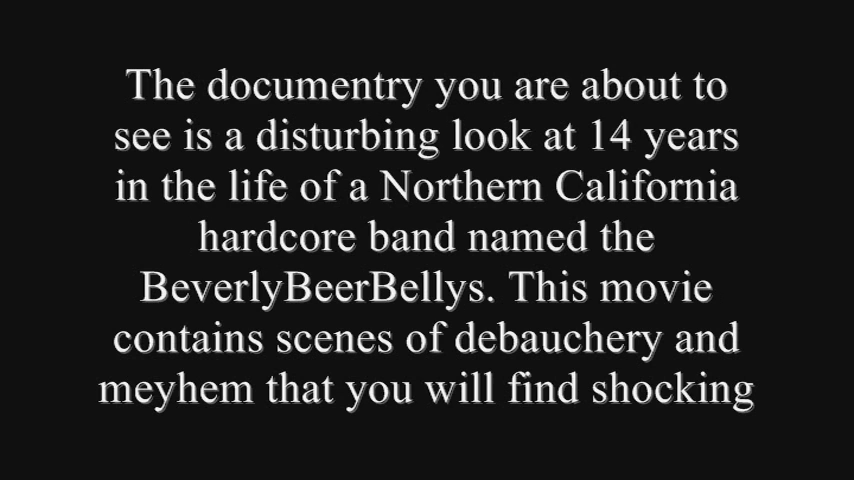 The documentry you are about to
see is a disturbing look at 14 years
in the life of a Northern California
hardcore band named the
BeverlyBeerBellys. This movie
contains scenes of debauchery and
meyhem that you will find shocking